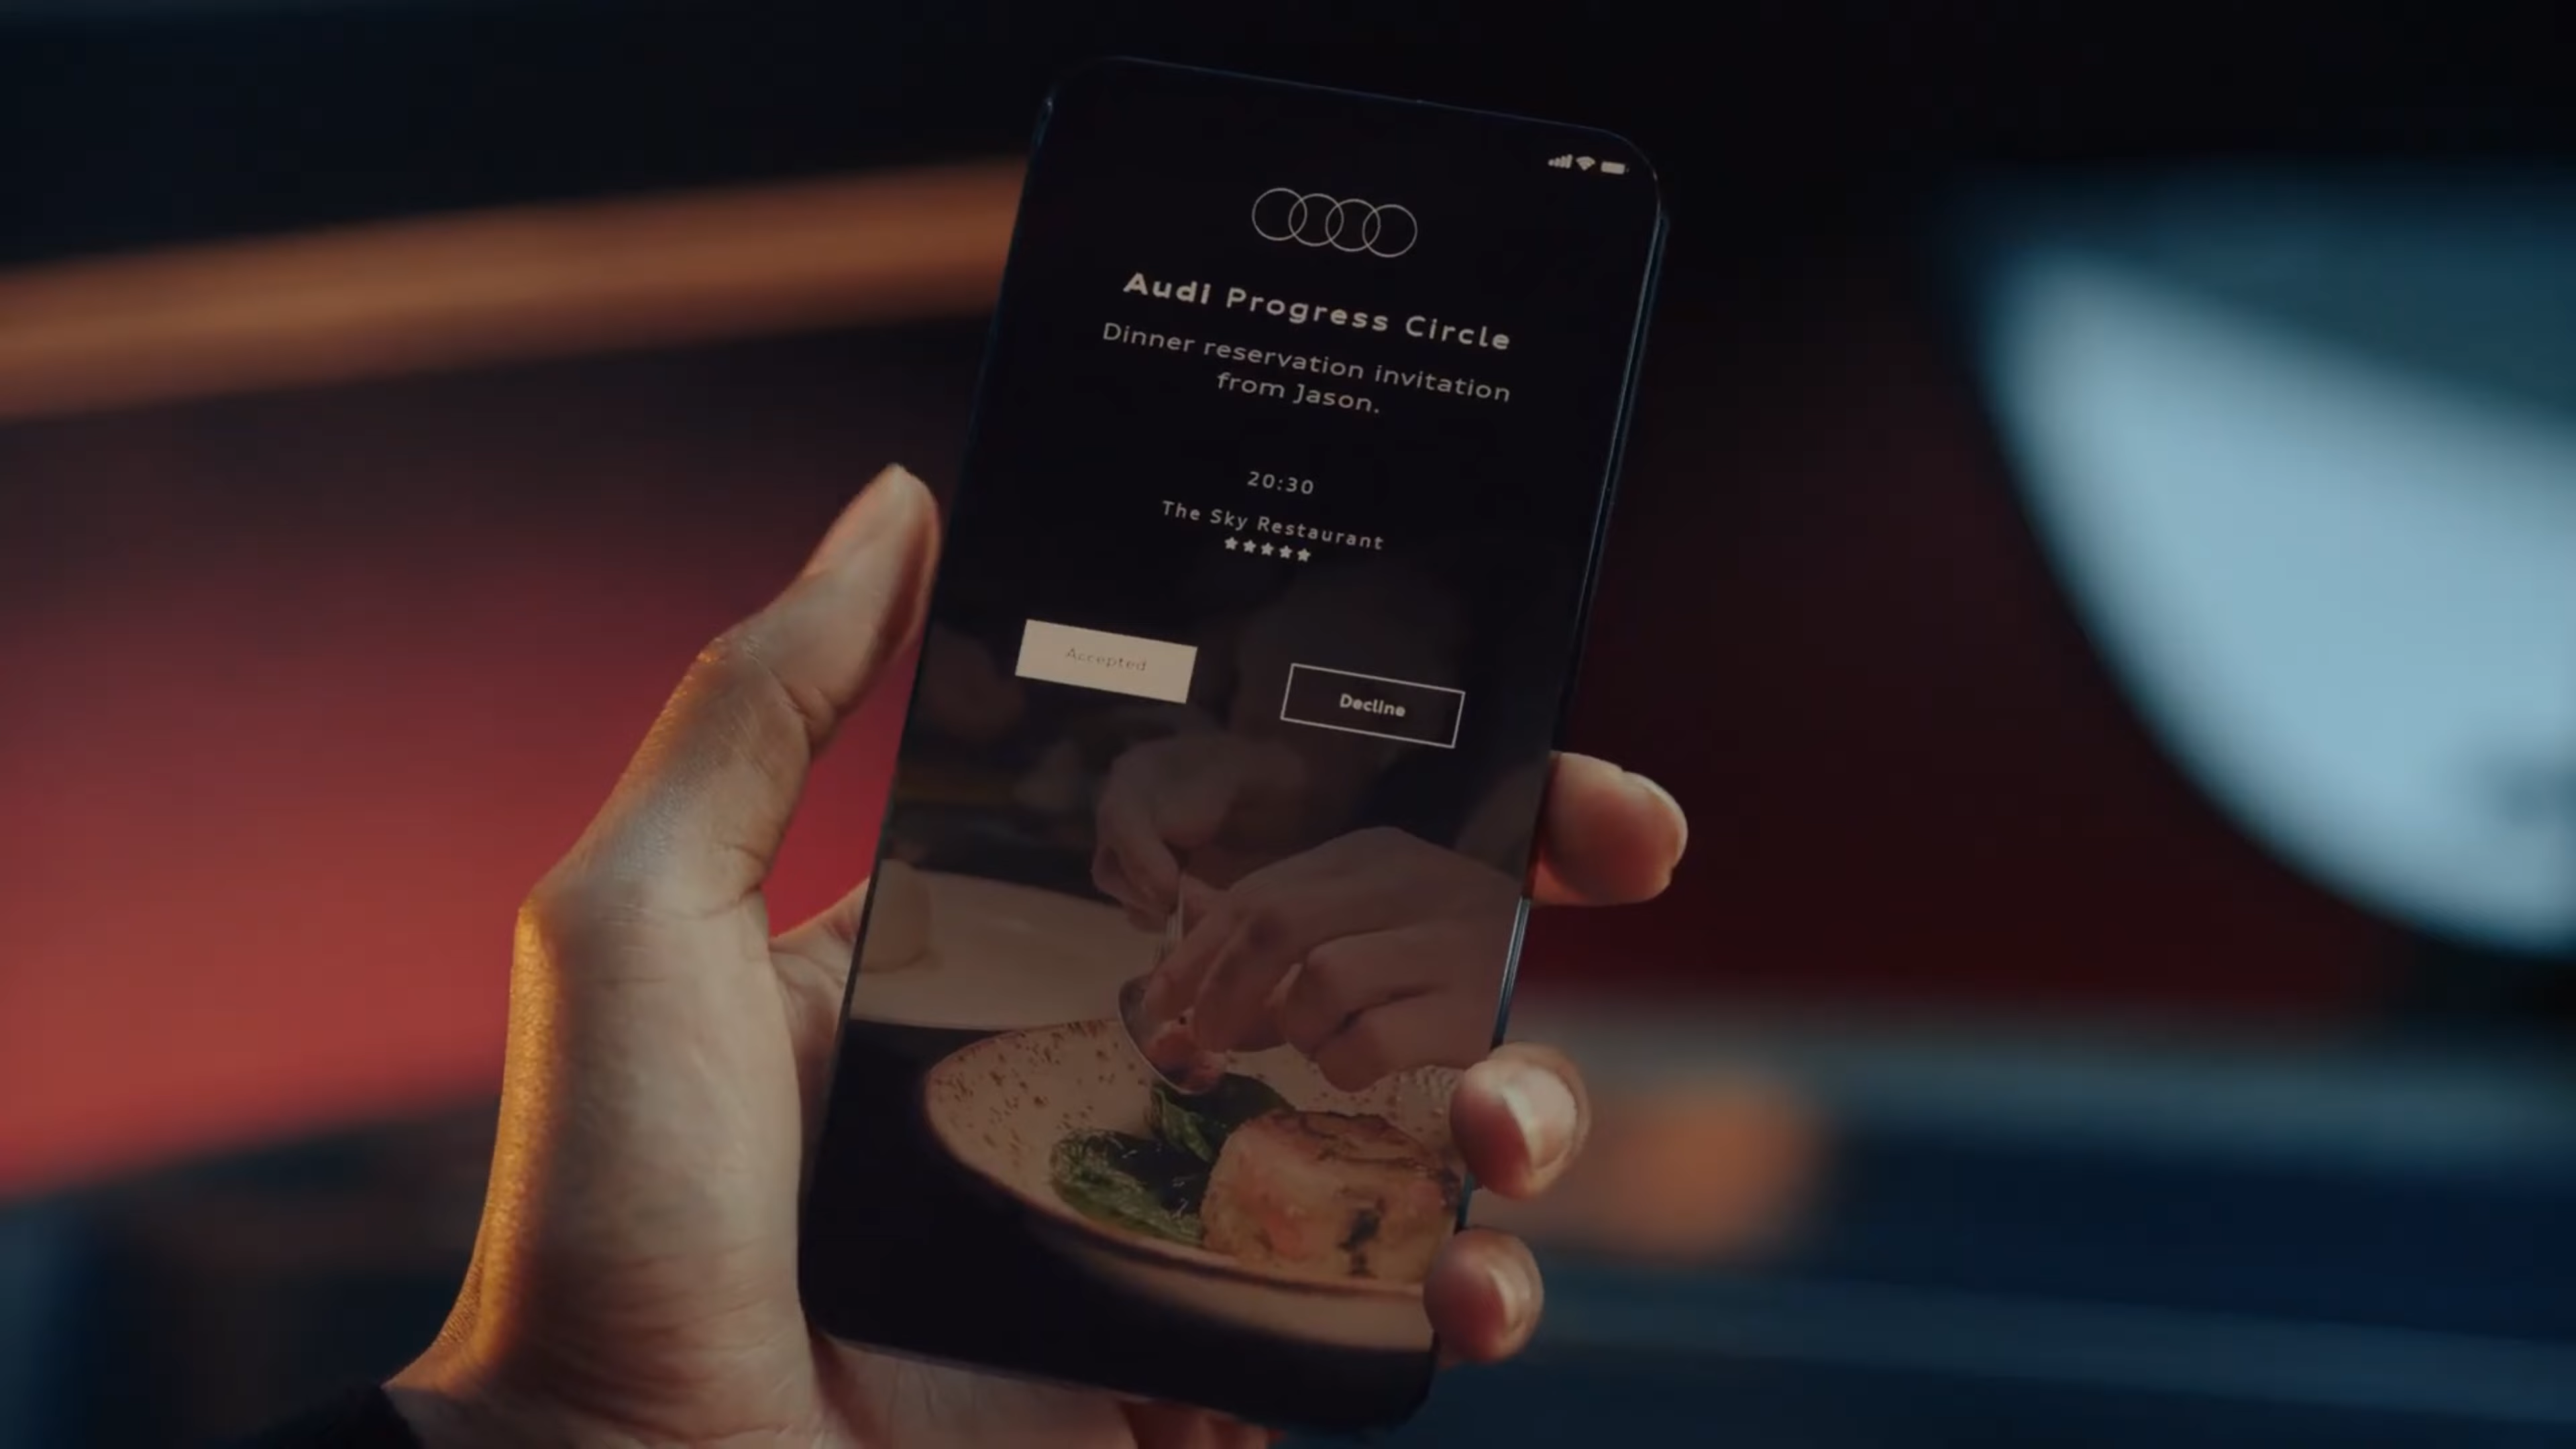 Audi Progress Circle
Dinner reservation invitation
from Jason.
20:30
The Sky Restaurant
★★★★★
Accepted
Decline